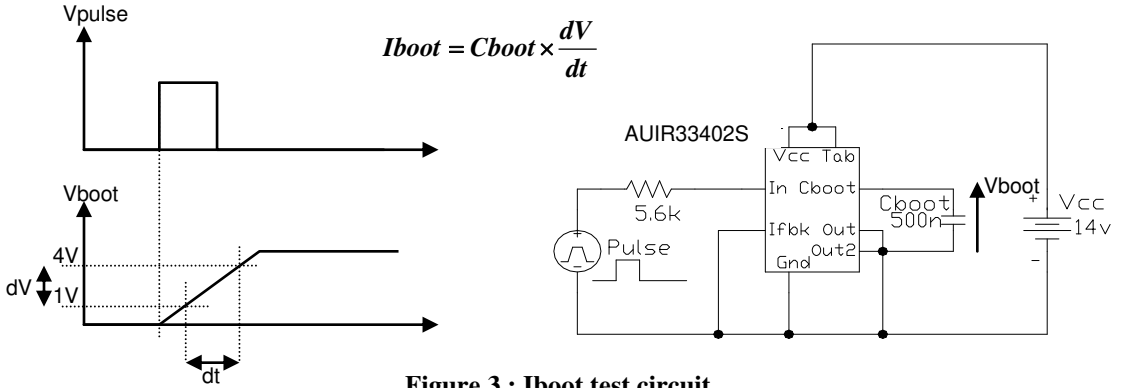 Vpulse
Iboot = Cboot × dV/dt
AUIR33402S
Vcc Tab
In Cboot
5.6k
Ifbk Out
Out2
Gnd
Pulse
Cboot
500n
Vboot
+
Vcc
14v
-
Vboot
4V
dV
1V
dt
Figure 3 : Iboot test circuit